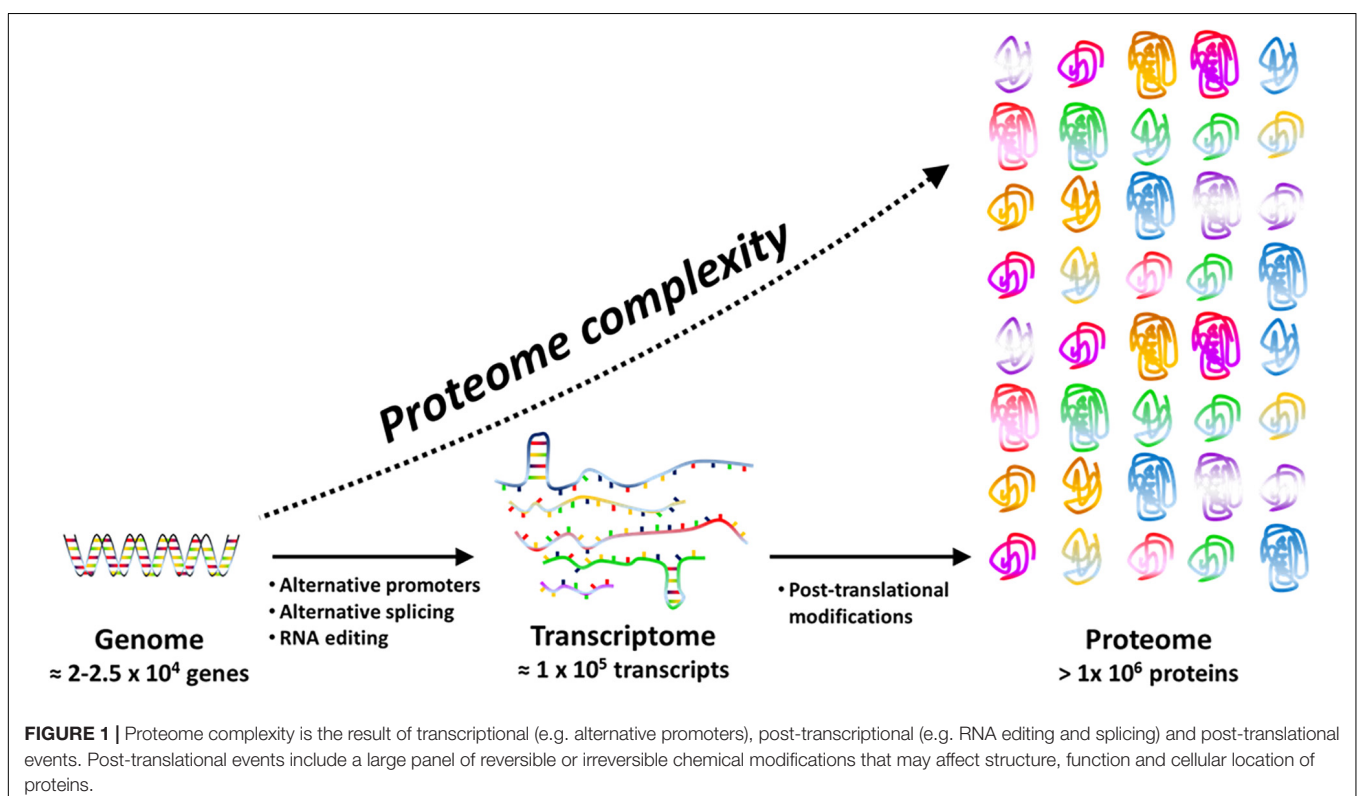 Proteome complexity
• Alternative promoters
• Alternative splicing
• RNA editing
• Post-translational
modifications
Genome
≈ 2-2.5 x 10⁴ genes
Transcriptome
≈ 1 x 10⁵ transcripts
Proteome
> 1x 10⁶ proteins
FIGURE 1 | Proteome complexity is the result of transcriptional (e.g. alternative promoters), post-transcriptional (e.g. RNA editing and splicing) and post-translational
events. Post-translational events include a large panel of reversible or irreversible chemical modifications that may affect structure, function and cellular location of
proteins.